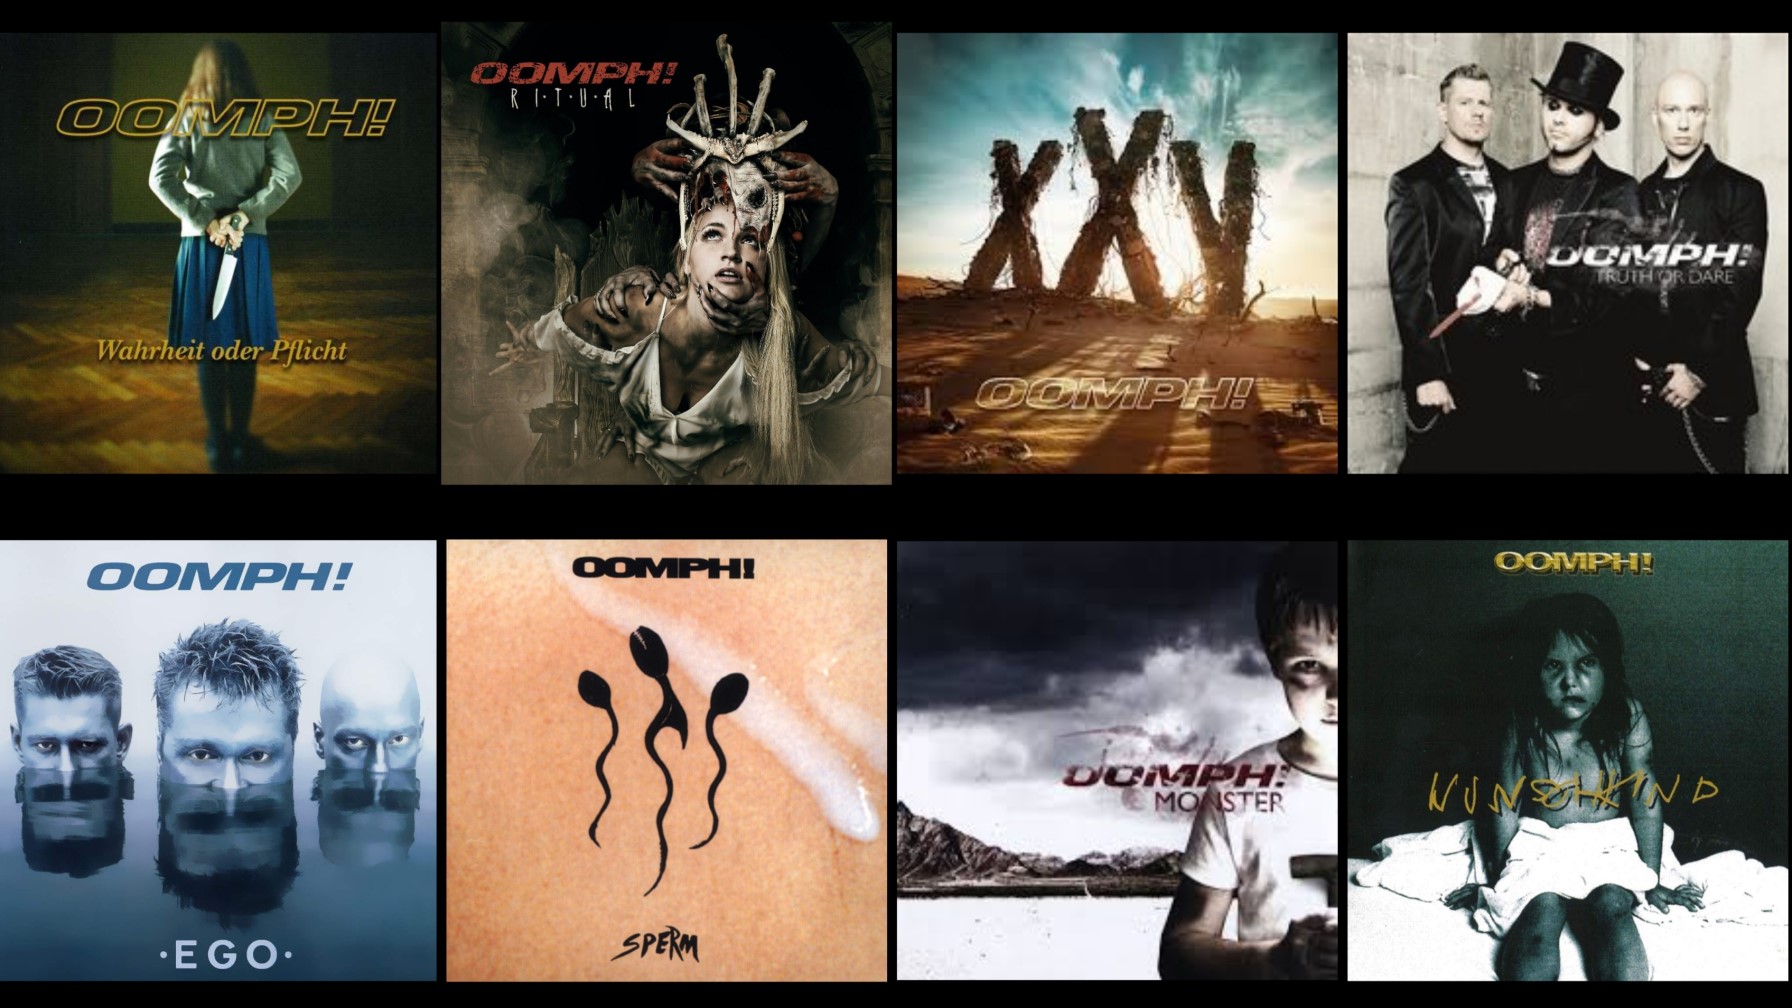 OOMPH!
Wahrheit oder Pflicht
OOMPH!
RITUAL
XXV
OOMPH!
OOMPH!
TRUTH OR DARE
OOMPH!
·EGO·
OOMPH!
SPERM
OOMPH!
MONSTER
OOMPH!
WUNSCHKIND